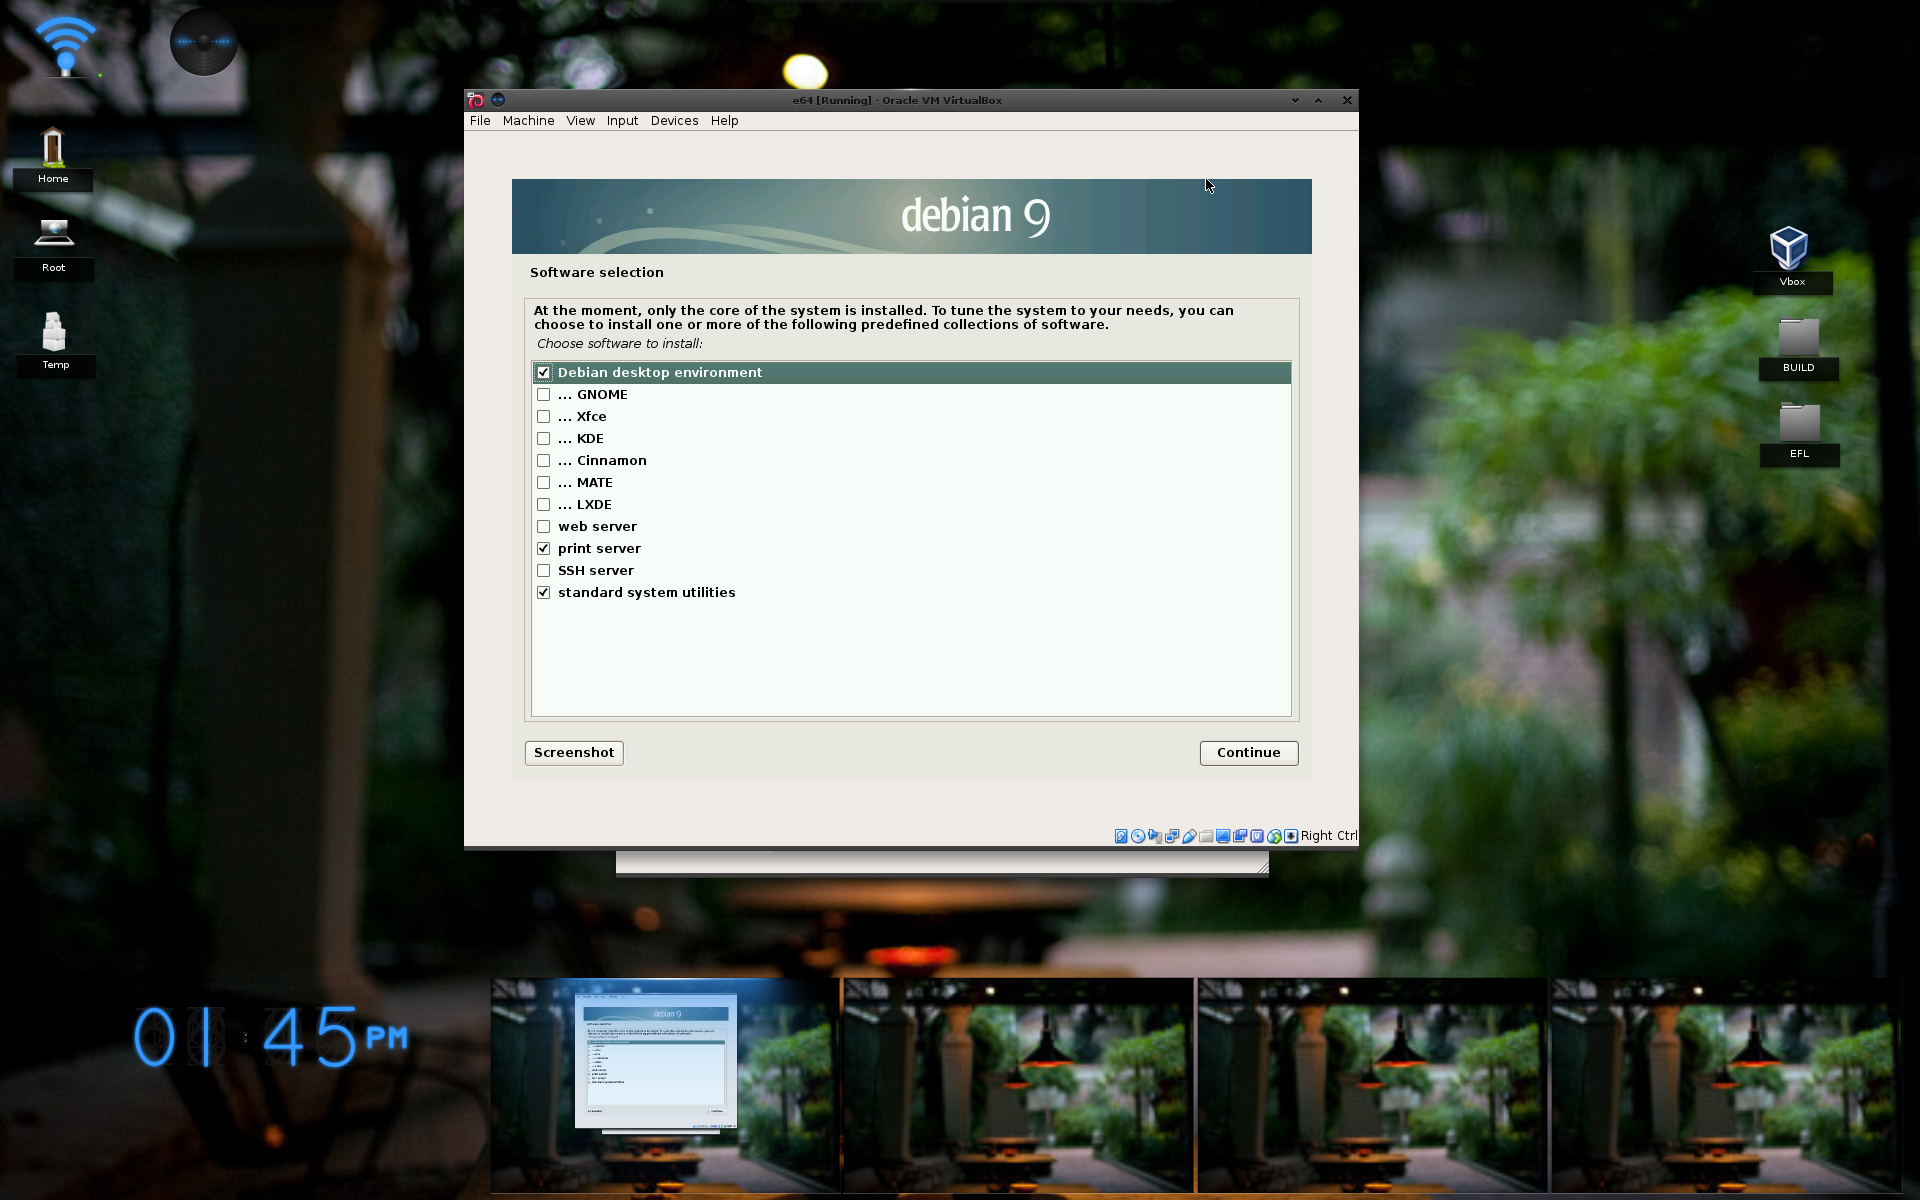 e64 [Running] - Oracle VM VirtualBox
File Machine View Input Devices Help
debian 9
Software selection
At the moment, only the core of the system is installed. To tune the system to your needs, you can
choose to install one or more of the following predefined collections of software.
Choose software to install:
Debian desktop environment
... GNOME
... Xfce
... KDE
... Cinnamon
... MATE
... LXDE
web server
print server
SSH server
standard system utilities
Screenshot
Continue
Right Ctrl
Home
Root
Temp
Vbox
BUILD
EFL
01:45 PM
debian 9